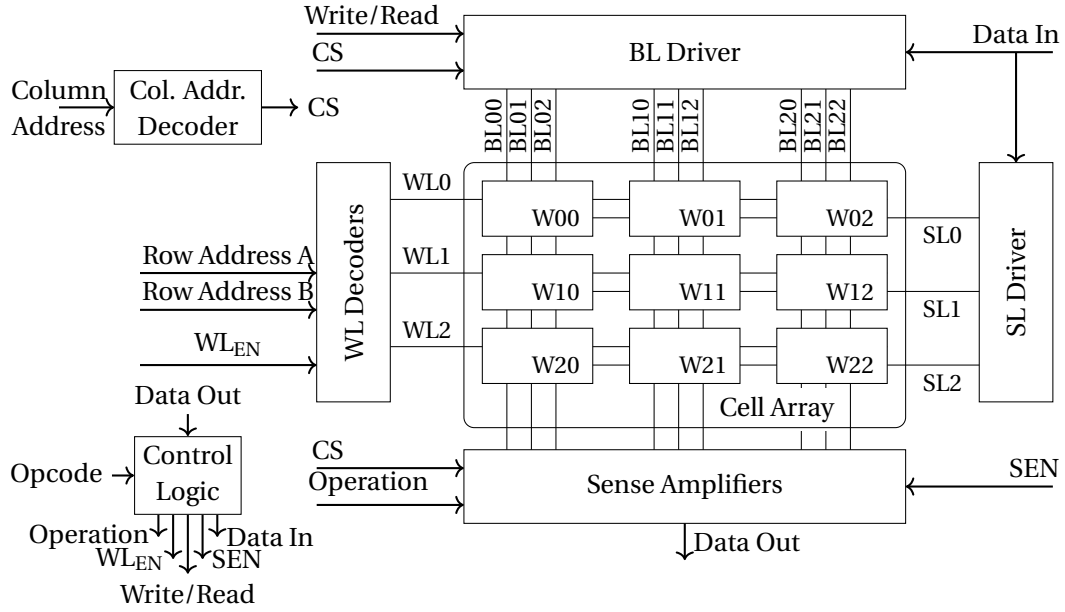 Write/Read
CS
BL Driver
Data In
Column
Address
Col. Addr.
Decoder
CS
BL00
BL01
BL02
BL10
BL11
BL12
BL20
BL21
BL22
WL Decoders
WL0
WL1
WL2
W00
W01
W02
W10
W11
W12
W20
W21
W22
SL0
SL1
SL2
SL Driver
Row Address A
Row Address B
WLEN
Cell Array
Data Out
Opcode
Control
Logic
Operation
WLEN
Write/Read
SEN
Data In
CS
Operation
Sense Amplifiers
SEN
Data Out